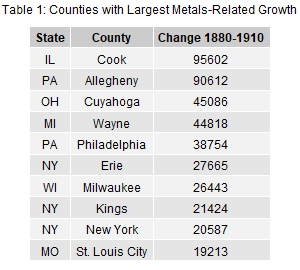 Table 1: Counties with Largest Metals-Related Growth
State County Change 1880-1910
IL Cook 95602
PA Allegheny 90612
OH Cuyahoga 45086
MI Wayne 44818
PA Philadelphia 38754
NY Erie 27665
WI Milwaukee 26443
NY Kings 21424
NY New York 20587
MO St. Louis City 19213